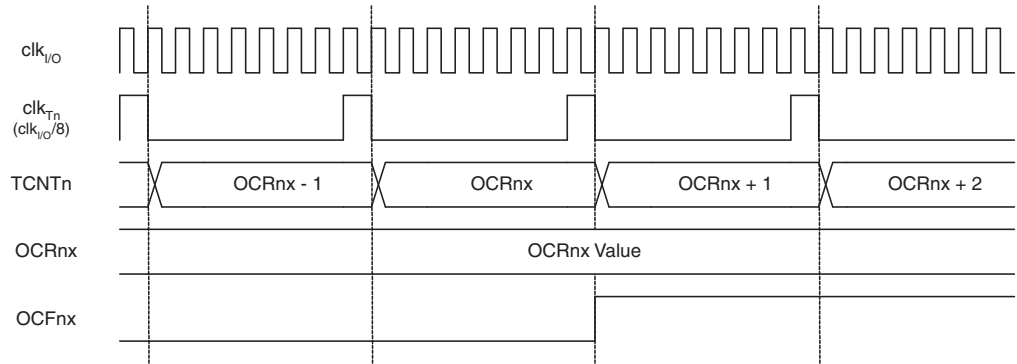 clkI/O
clkTn
(clkI/O/8)
TCNTn OCRnx - 1 OCRnx OCRnx + 1 OCRnx + 2
OCRnx OCRnx Value
OCFnx